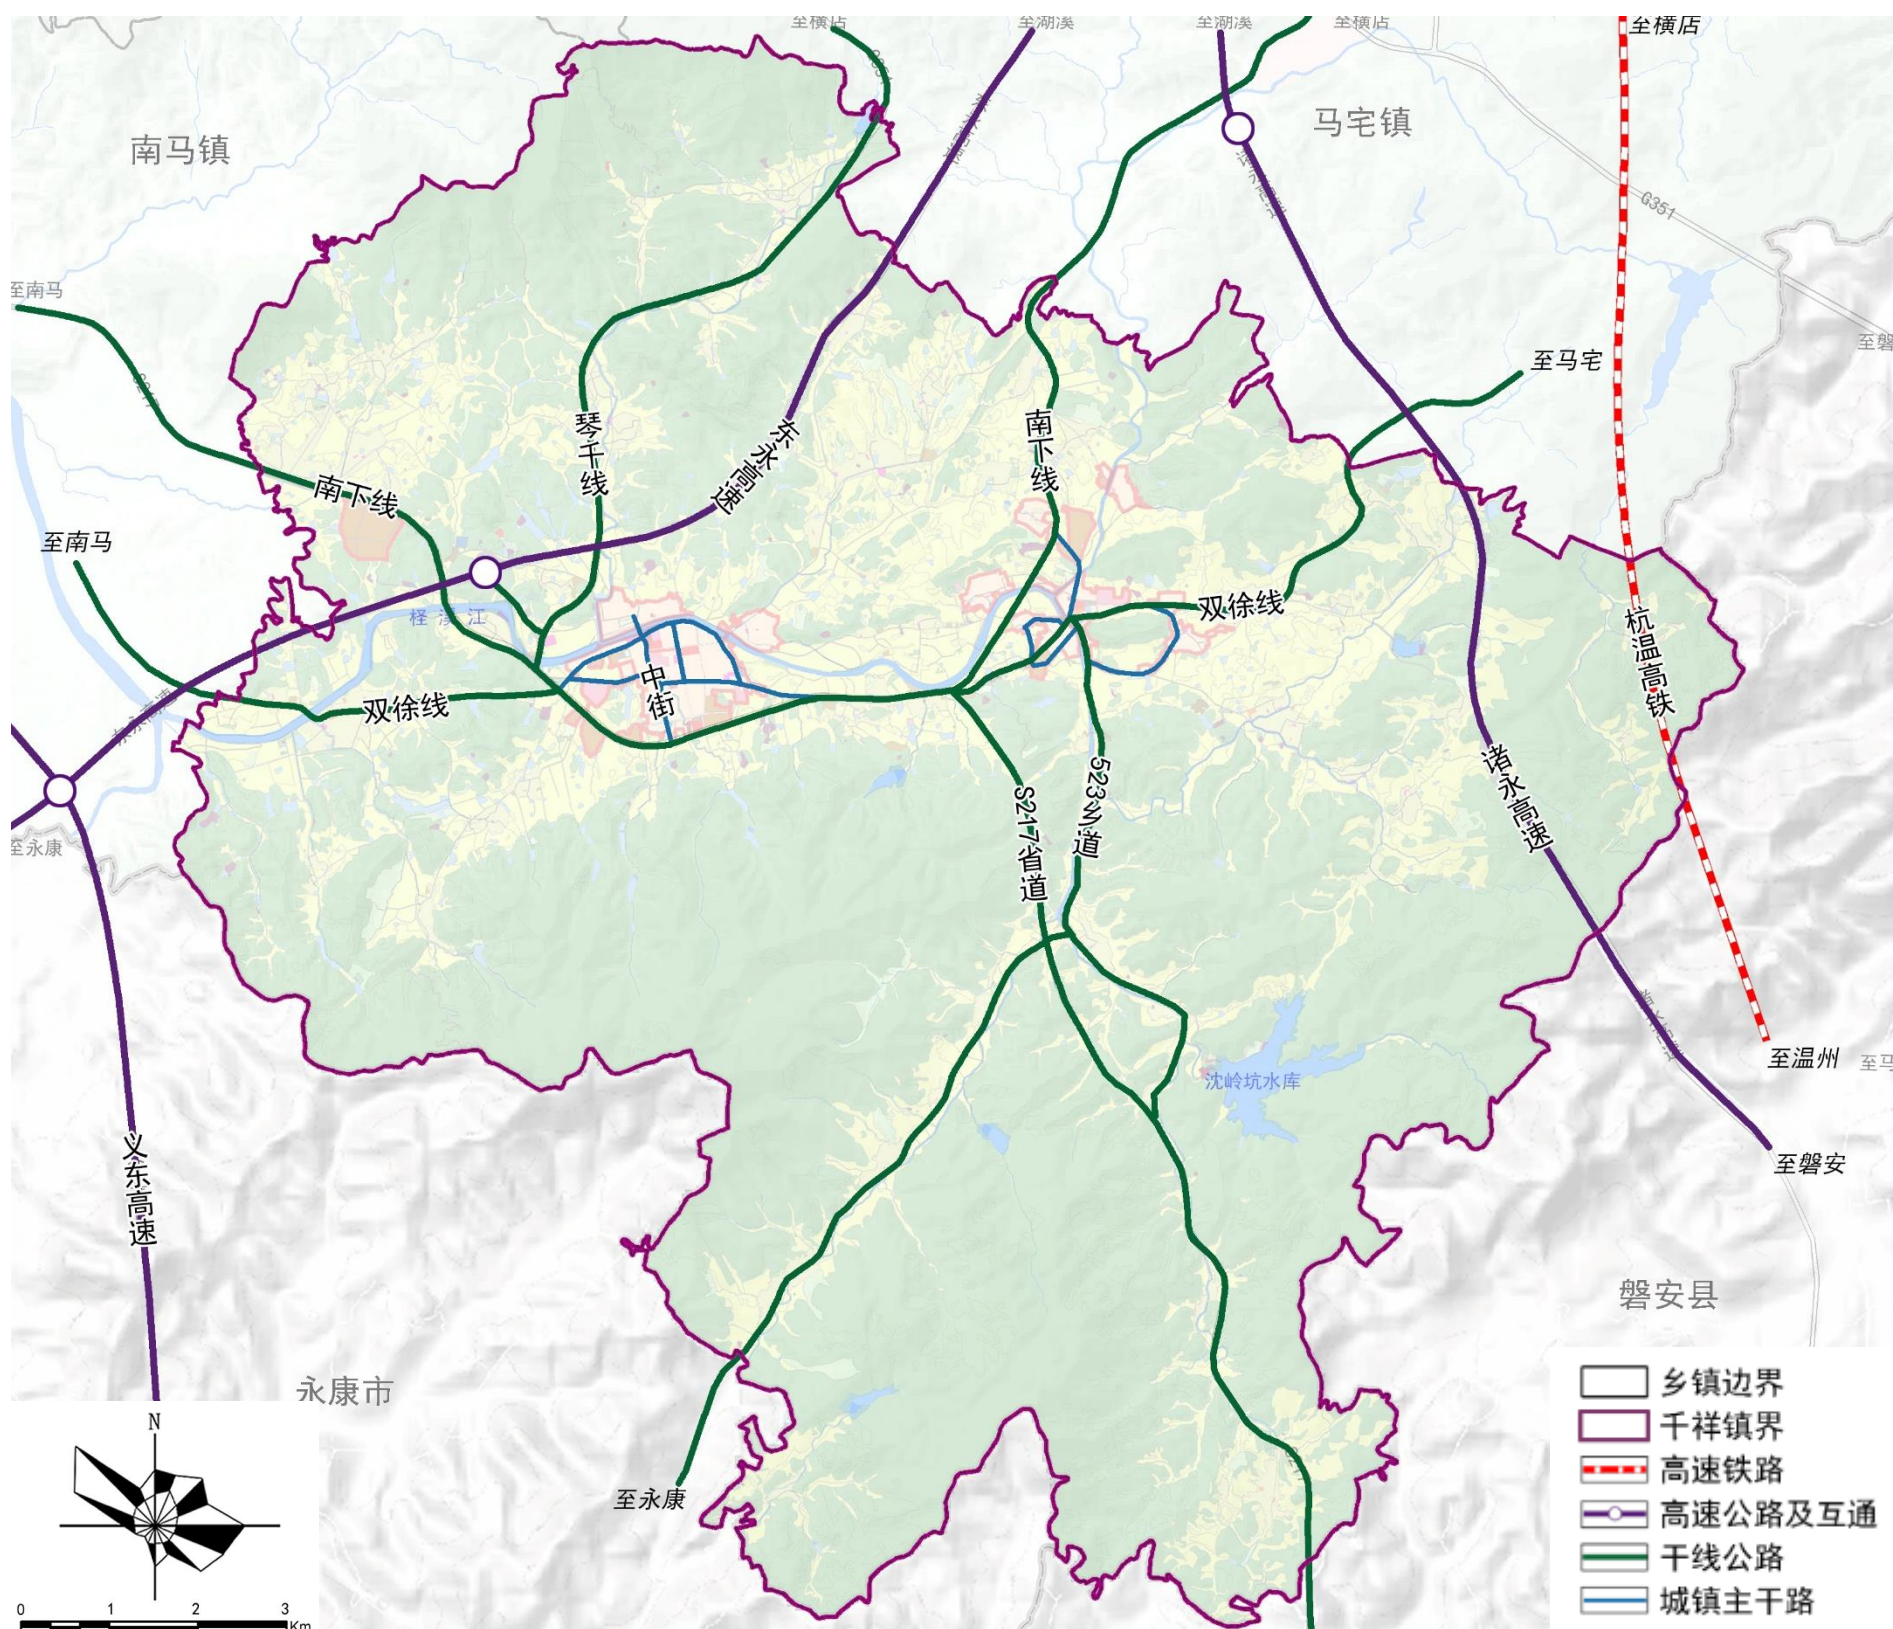 至横店
至湖溪
至湖溪
至横店
至横店
南马镇
马宅镇
G351
至南马
至马宅
琴千线
东永高速
南下线
南下线
至南马
桎溪江
双徐线
杭温高铁
中街
双徐线
东永高速
诸永高速
523乡道
S217省道
至永康
至温州
沈岭坑水库
义东高速
至磐安
磐安县
永康市
至永康
N
0 1 2 3
Km
乡镇边界
千祥镇界
高速铁路
高速公路及互通
干线公路
城镇主干路